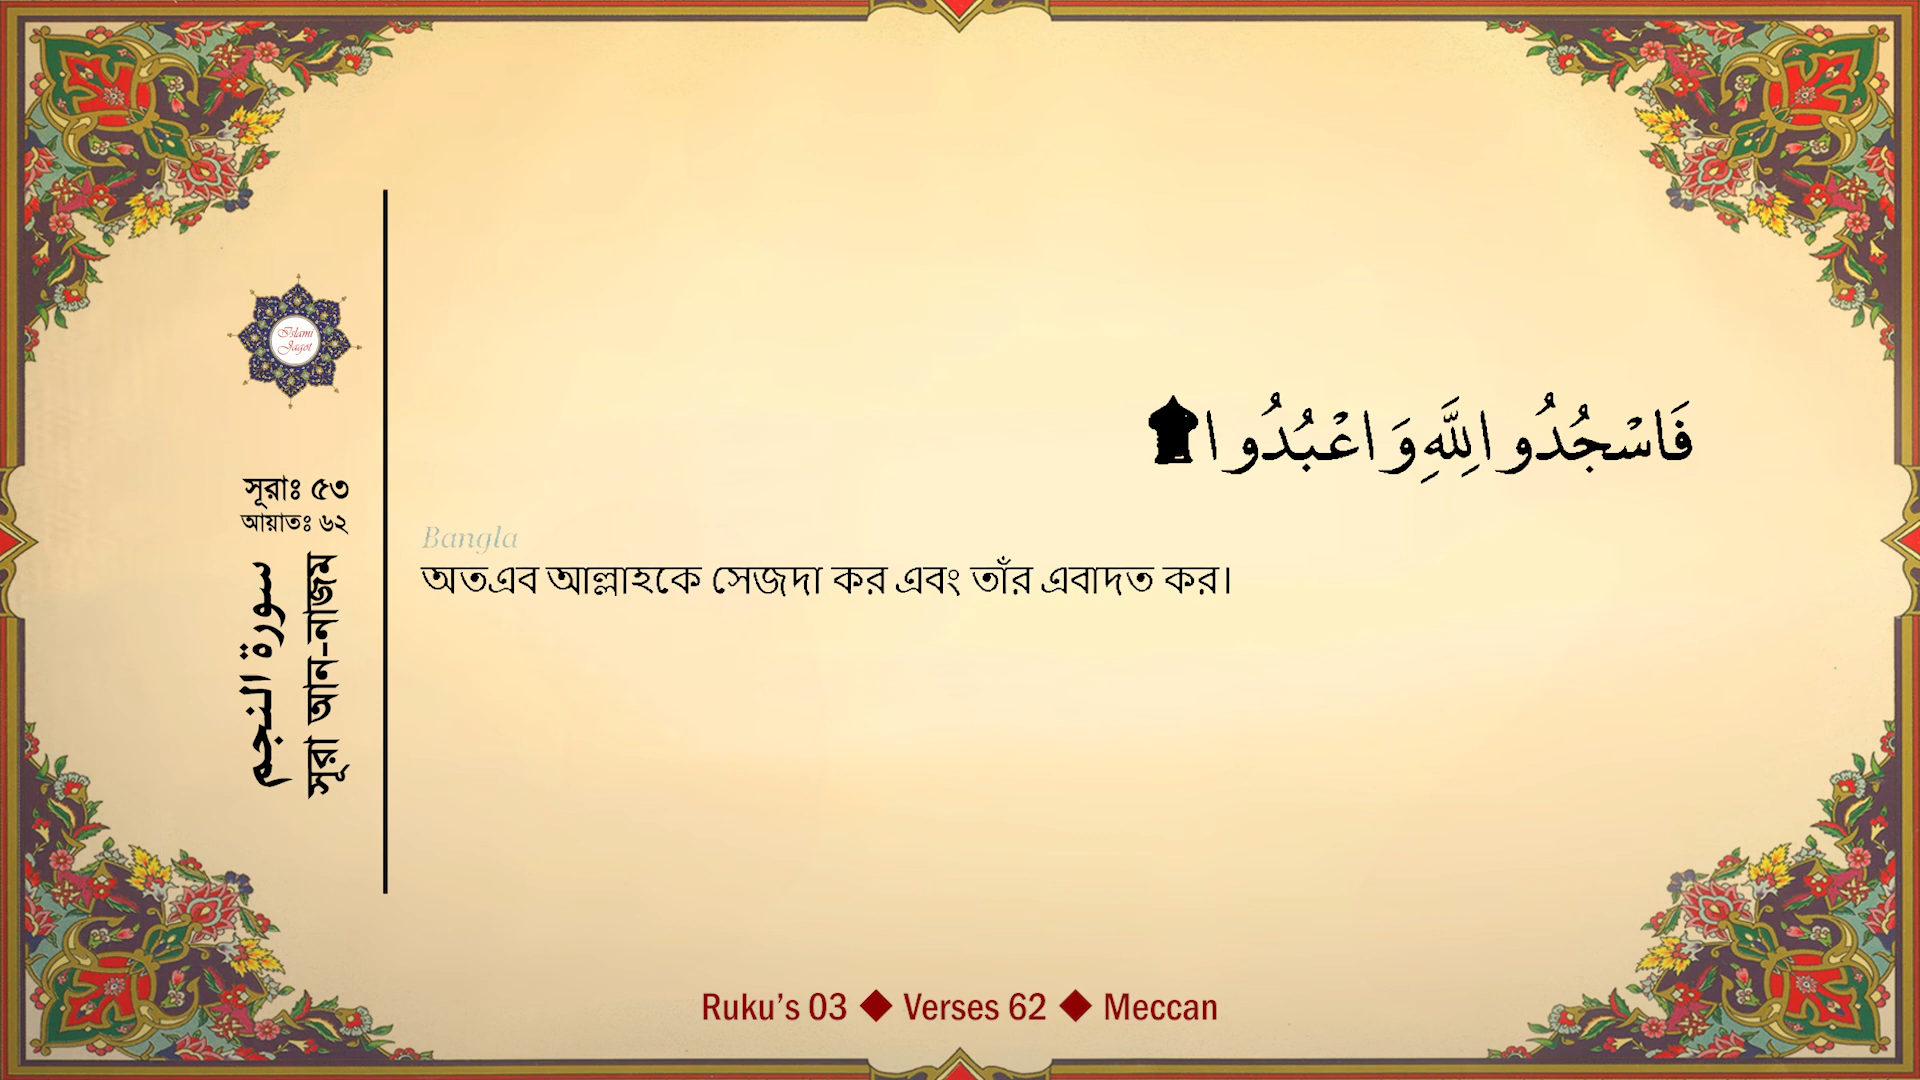 Islami
Jagot
সূরাঃ ৫৩
আয়াতঃ ৬২
سورة النجم
সূরা আন-নাজম
فَاسْجُدُوا لِلَّهِ وَاعْبُدُوا ۩
Bangla
অতএব আল্লাহকে সেজদা কর এবং তাঁর এবাদত কর।
Ruku's 03 ◆ Verses 62 ◆ Meccan